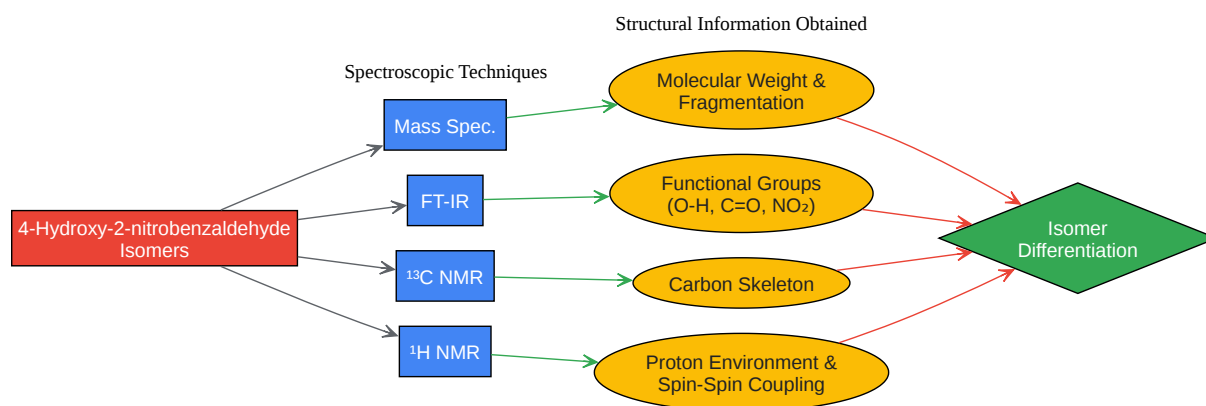 Structural Information Obtained
Spectroscopic Techniques
Molecular Weight &
Fragmentation
Mass Spec.
FT-IR
Functional Groups
(O-H, C=O, NO₂)
4-Hydroxy-2-nitrobenzaldehyde
Isomers
Isomer
Differentiation
¹³C NMR
Carbon Skeleton
¹H NMR
Proton Environment &
Spin-Spin Coupling